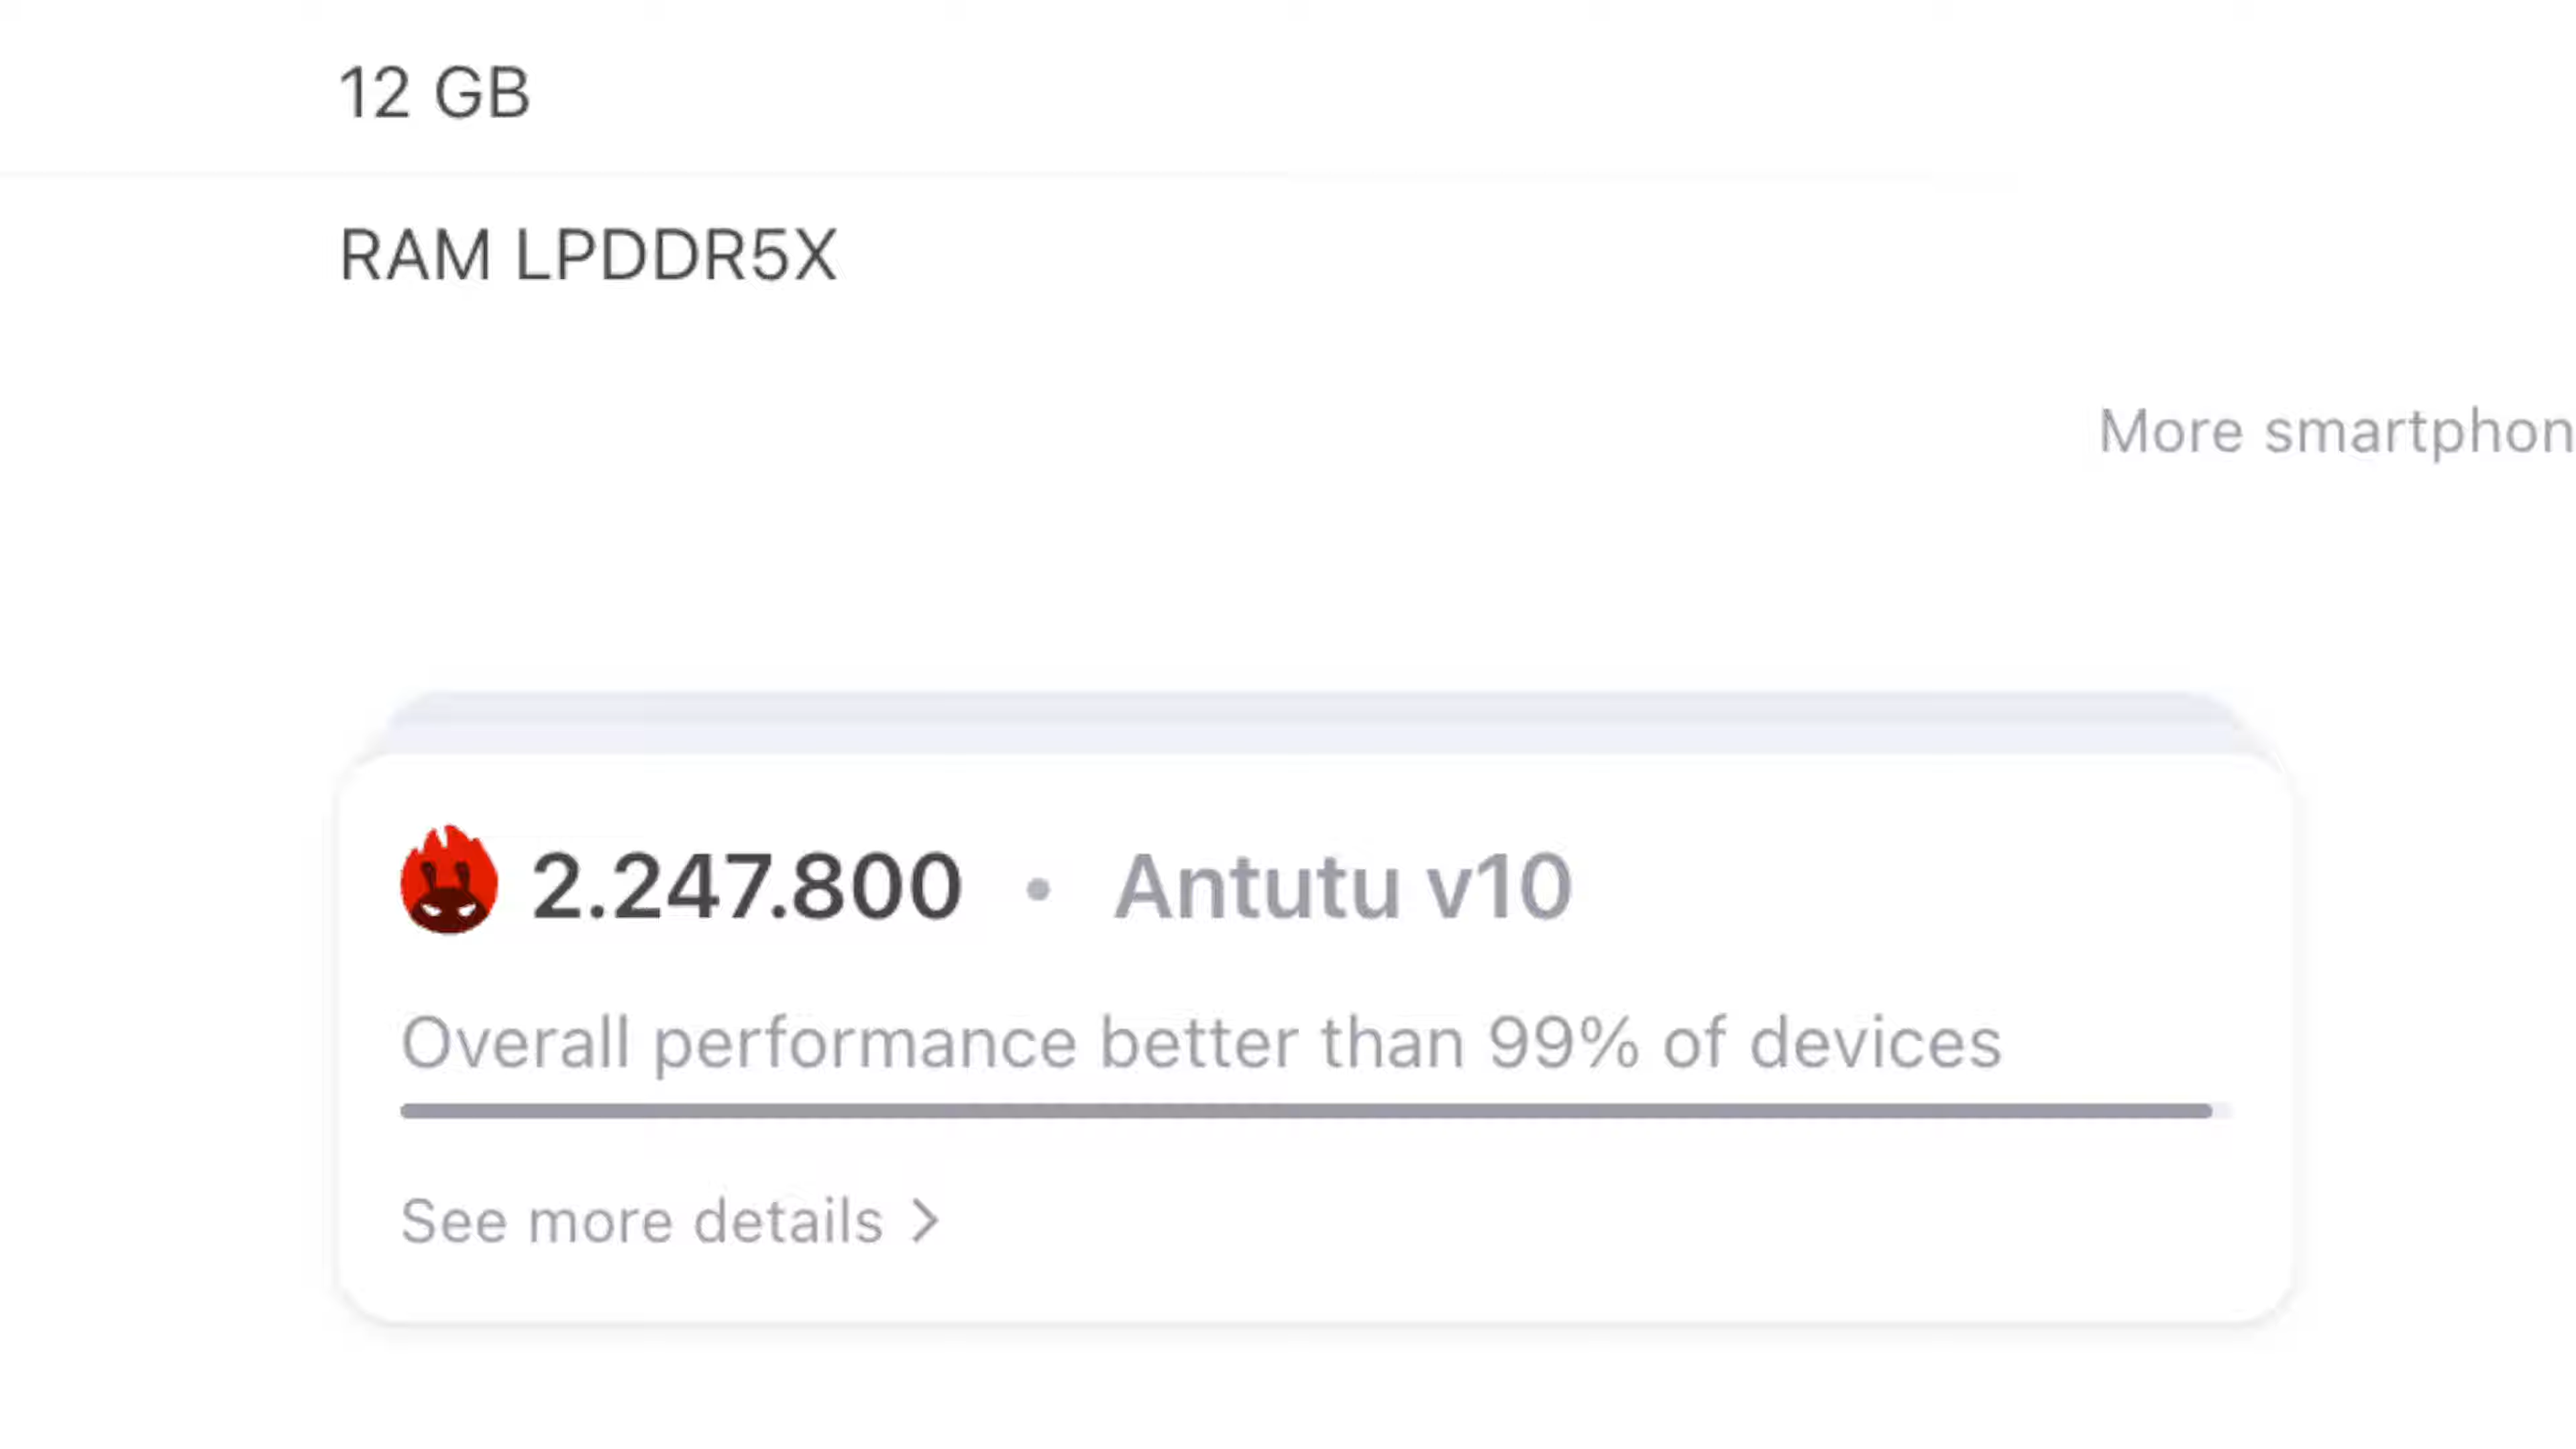 12 GB
RAM LPDDR5X
More smartphon
2.247.800 • Antutu v10
Overall performance better than 99% of devices
See more details >